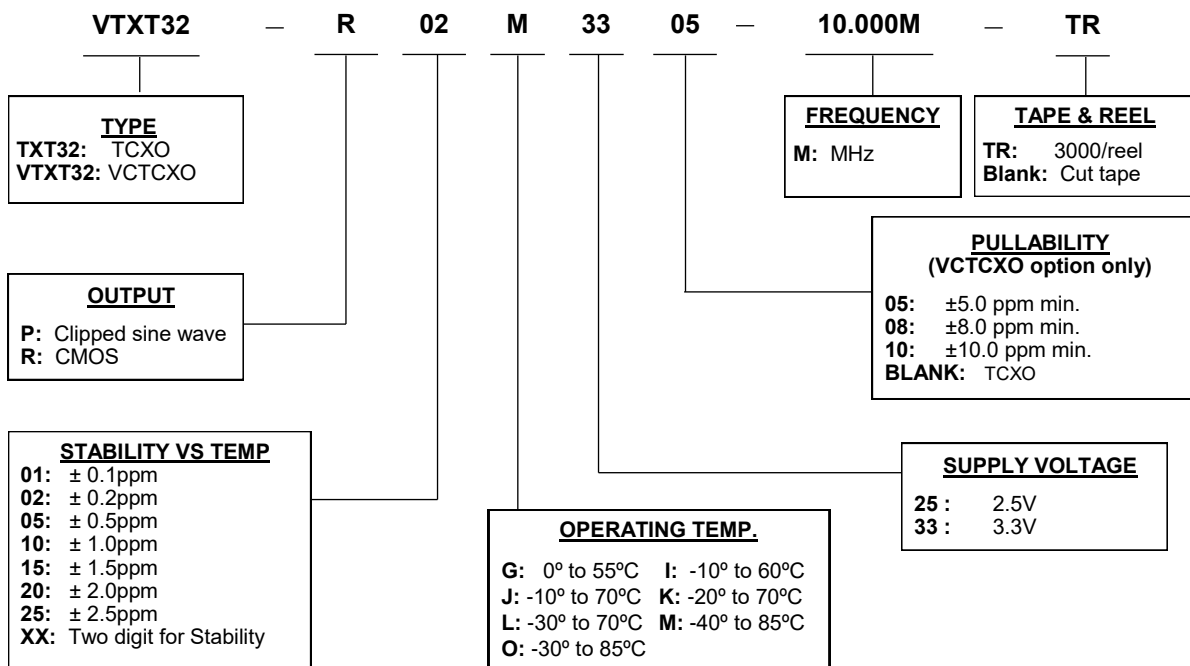 VTXT32 – R 02 M 33 05 – 10.000M – TR
TYPE
TXT32: TCXO
VTXT32: VCTCXO
FREQUENCY
M: MHz
TAPE & REEL
TR: 3000/reel
Blank: Cut tape
PULLABILITY
(VCTCXO option only)
05: ±5.0 ppm min.
08: ±8.0 ppm min.
10: ±10.0 ppm min.
BLANK: TCXO
OUTPUT
P: Clipped sine wave
R: CMOS
STABILITY VS TEMP
01: ± 0.1ppm
02: ± 0.2ppm
05: ± 0.5ppm
10: ± 1.0ppm
15: ± 1.5ppm
20: ± 2.0ppm
25: ± 2.5ppm
XX: Two digit for Stability
OPERATING TEMP.
G: 0º to 55ºC I: -10º to 60ºC
J: -10º to 70ºC K: -20º to 70ºC
L: -30º to 70ºC M: -40º to 85ºC
O: -30º to 85ºC
SUPPLY VOLTAGE
25 : 2.5V
33 : 3.3V